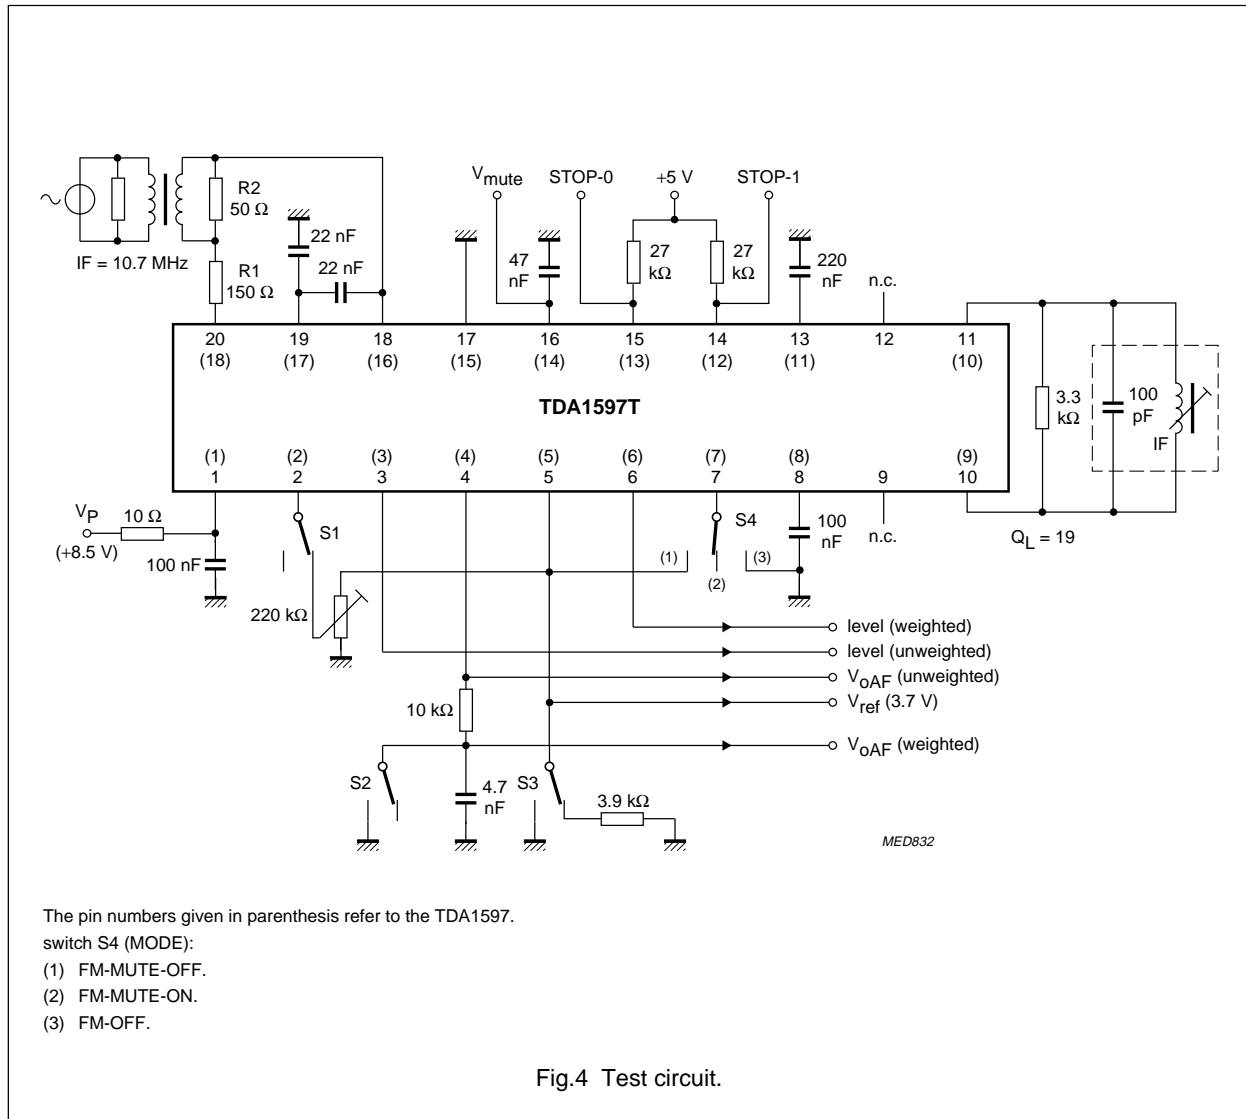 V_mute STOP-0 +5 V STOP-1
R2
50 Ω
22 nF
22 nF
IF = 10.7 MHz
R1
150 Ω
47
nF
27
kΩ
27
kΩ
220
nF
n.c.
20 19 18 17 16 15 14 13 12 11
(18) (17) (16) (15) (14) (13) (12) (11) (10)
TDA1597T
3.3
kΩ
100
pF
IF
(1) (2) (3) (4) (5) (6) (7) (8) (9)
1 2 3 4 5 6 7 8 9 10
V_P
(+8.5 V)
10 Ω
100 nF
S1
S4
(1)
(2)
(3)
100
nF
n.c.
Q_L = 19
220 kΩ
level (weighted)
level (unweighted)
V_oAF (unweighted)
V_ref (3.7 V)
10 kΩ
V_oAF (weighted)
S2
4.7
nF
S3
3.9 kΩ
MED832
The pin numbers given in parenthesis refer to the TDA1597.
switch S4 (MODE):
(1) FM-MUTE-OFF.
(2) FM-MUTE-ON.
(3) FM-OFF.
Fig.4 Test circuit.